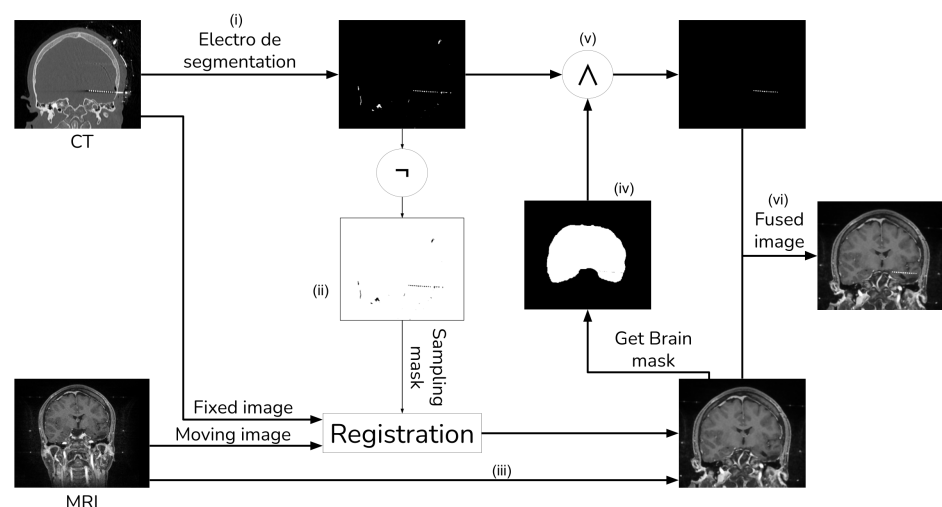 (i)
Electro de
segmentation
CT
(v)
∧
¬
(ii)
Sampling
mask
(iv)
Get Brain
mask
(vi)
Fused
image
Fixed image
Moving image
Registration
(iii)
MRI